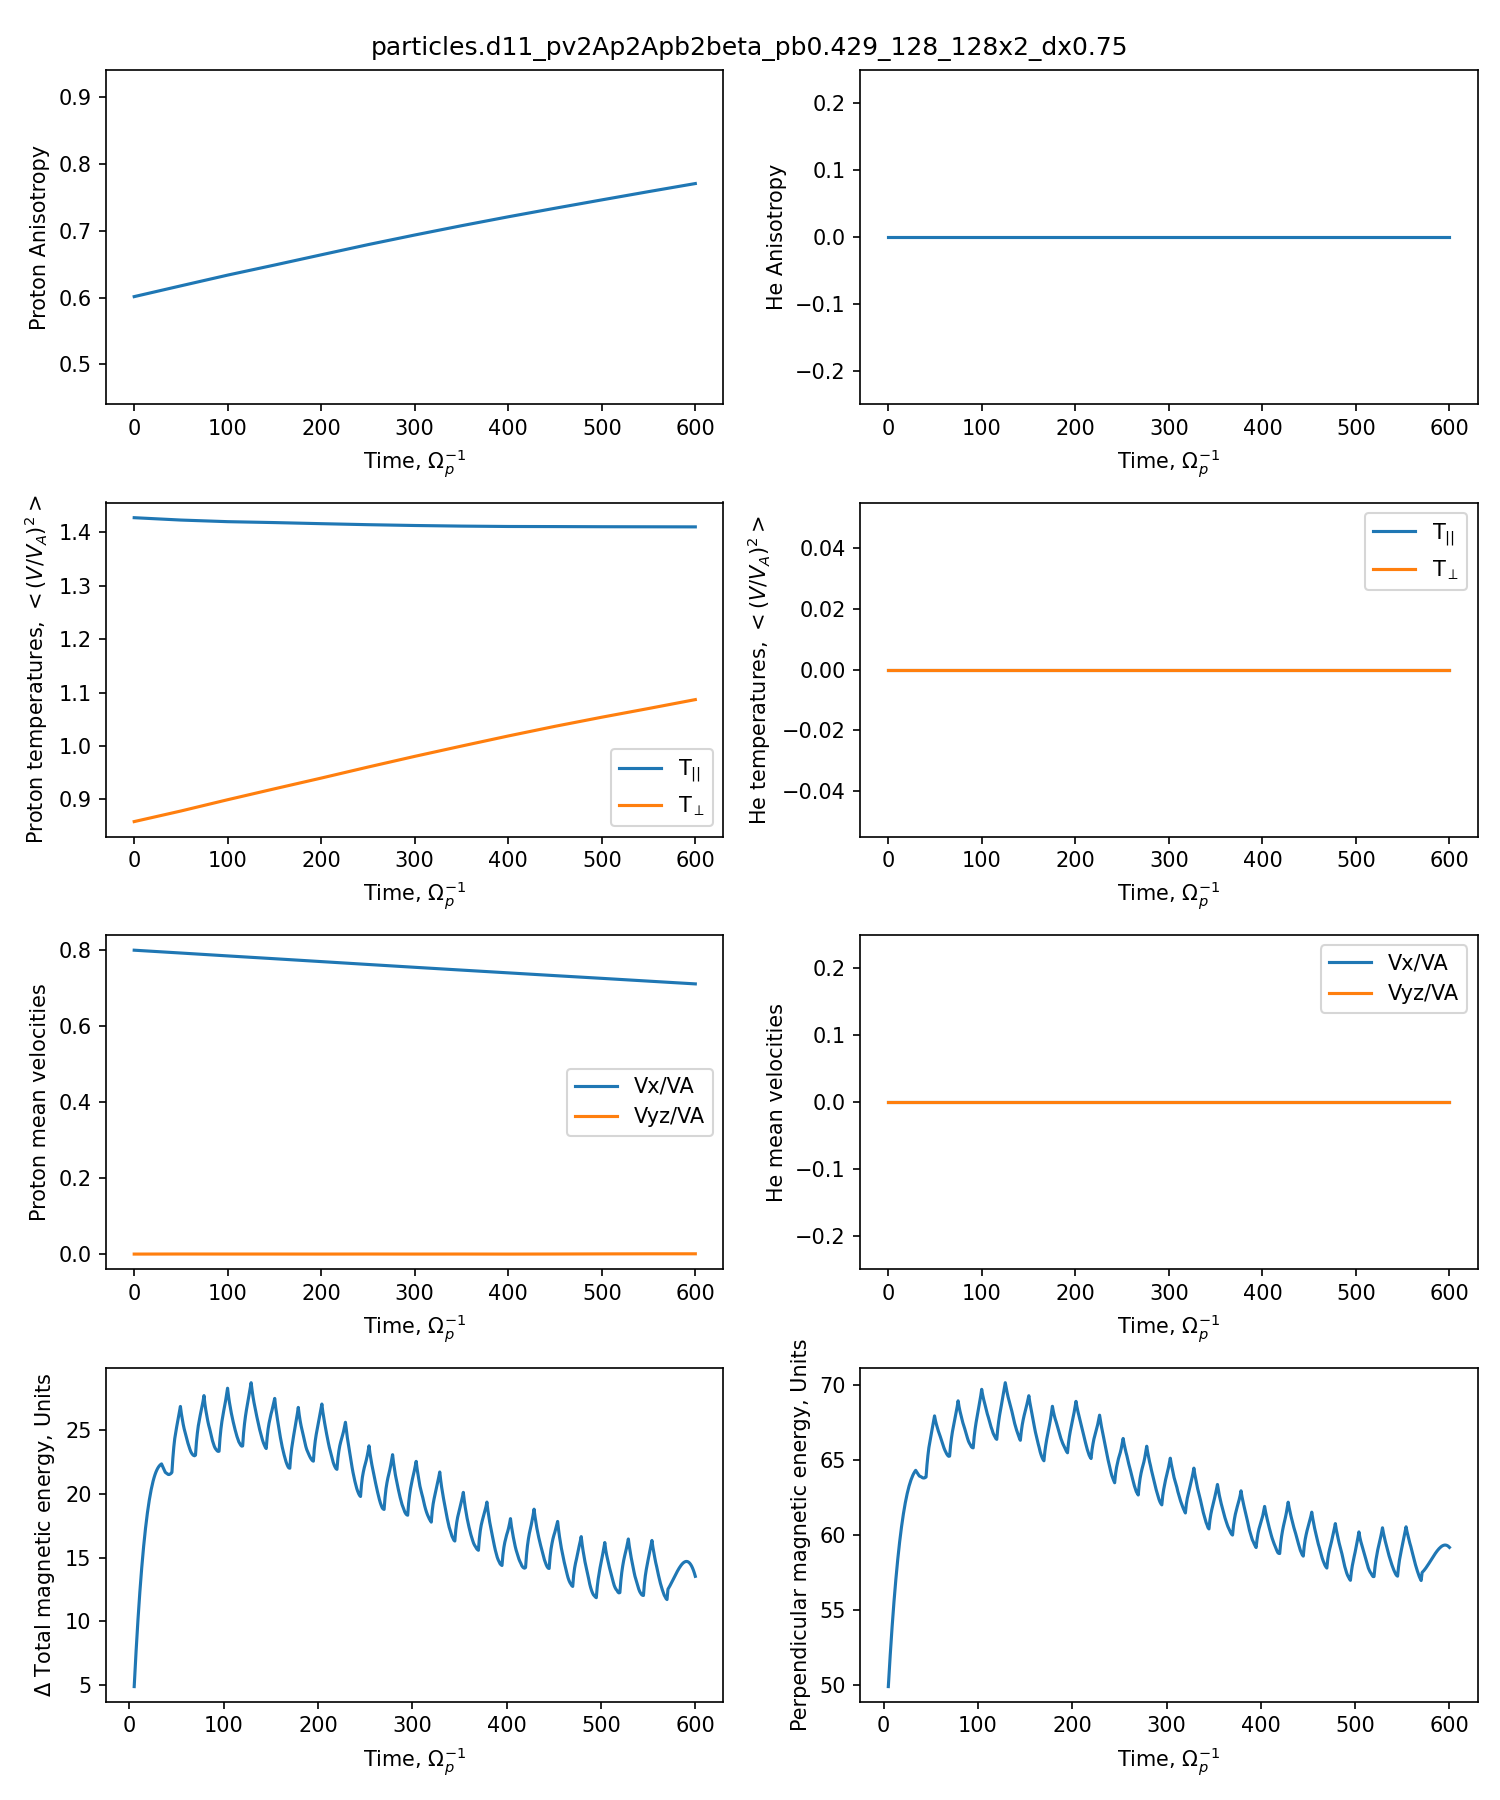 particles.d11_pv2Ap2Apb2beta_pb0.429_128_128x2_dx0.75
Proton Anisotropy
0.9
0.8
0.7
0.6
0.5
0 100 200 300 400 500 600
Time, Ω_p^{-1}
He Anisotropy
0.2
0.1
0.0
−0.1
−0.2
0 100 200 300 400 500 600
Time, Ω_p^{-1}
Proton temperatures, <(V/V_A)^2>
1.4
1.3
1.2
1.1
1.0
0.9
T_{||}
T_⊥
0 100 200 300 400 500 600
Time, Ω_p^{-1}
He temperatures, <(V/V_A)^2>
0.04
0.02
0.00
−0.02
−0.04
T_{||}
T_⊥
0 100 200 300 400 500 600
Time, Ω_p^{-1}
Proton mean velocities
0.8
0.6
0.4
0.2
0.0
Vx/VA
Vyz/VA
0 100 200 300 400 500 600
Time, Ω_p^{-1}
He mean velocities
0.2
0.1
0.0
−0.1
−0.2
Vx/VA
Vyz/VA
0 100 200 300 400 500 600
Time, Ω_p^{-1}
Δ Total magnetic energy, Units
25
20
15
10
5
0 100 200 300 400 500 600
Time, Ω_p^{-1}
Perpendicular magnetic energy, Units
70
65
60
55
50
0 100 200 300 400 500 600
Time, Ω_p^{-1}